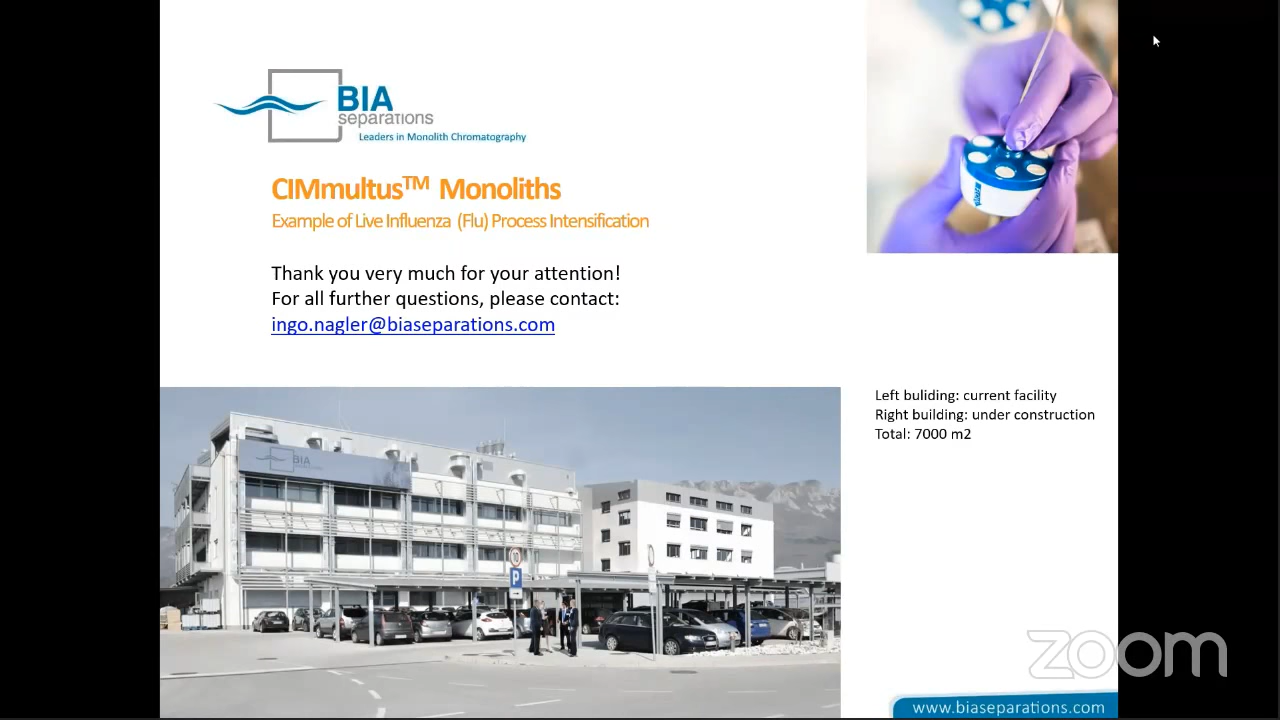 BIA
separations
Leaders in Monolith Chromatography
CIMmultus™ Monoliths
Example of Live Influenza (Flu) Process Intensification
Thank you very much for your attention!
For all further questions, please contact:
ingo.nagler@biaseparations.com
Left buliding: current facility
Right building: under construction
Total: 7000 m2
BIA
P
zoom
www.biaseparations.com